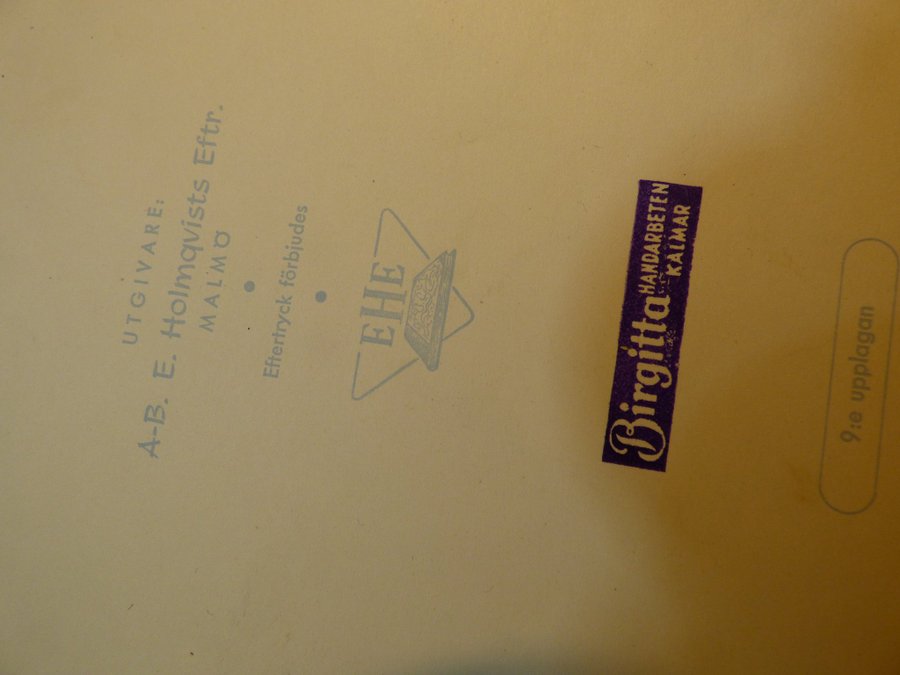 UTGIVARE:
A-B. E. Holmqvists Eftr.
MALMÖ
Eftertryck förbjudes
EHE
Birgitta HANDARBETEN
KALMAR
9:e upplagan